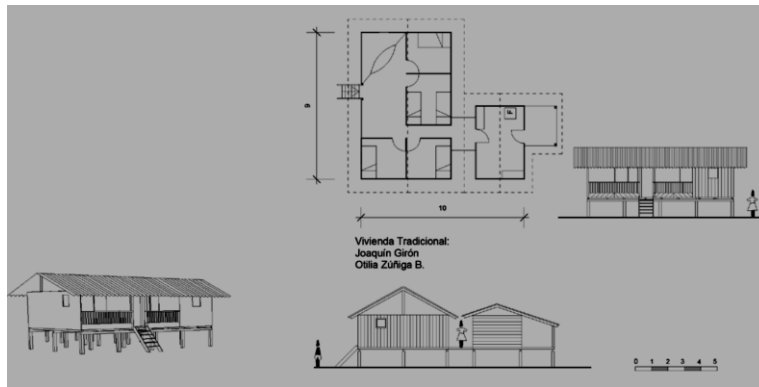 9
10
Vivienda Tradicional:
Joaquín Girón
Otilia Zúñiga B.
0 1 2 3 4 5